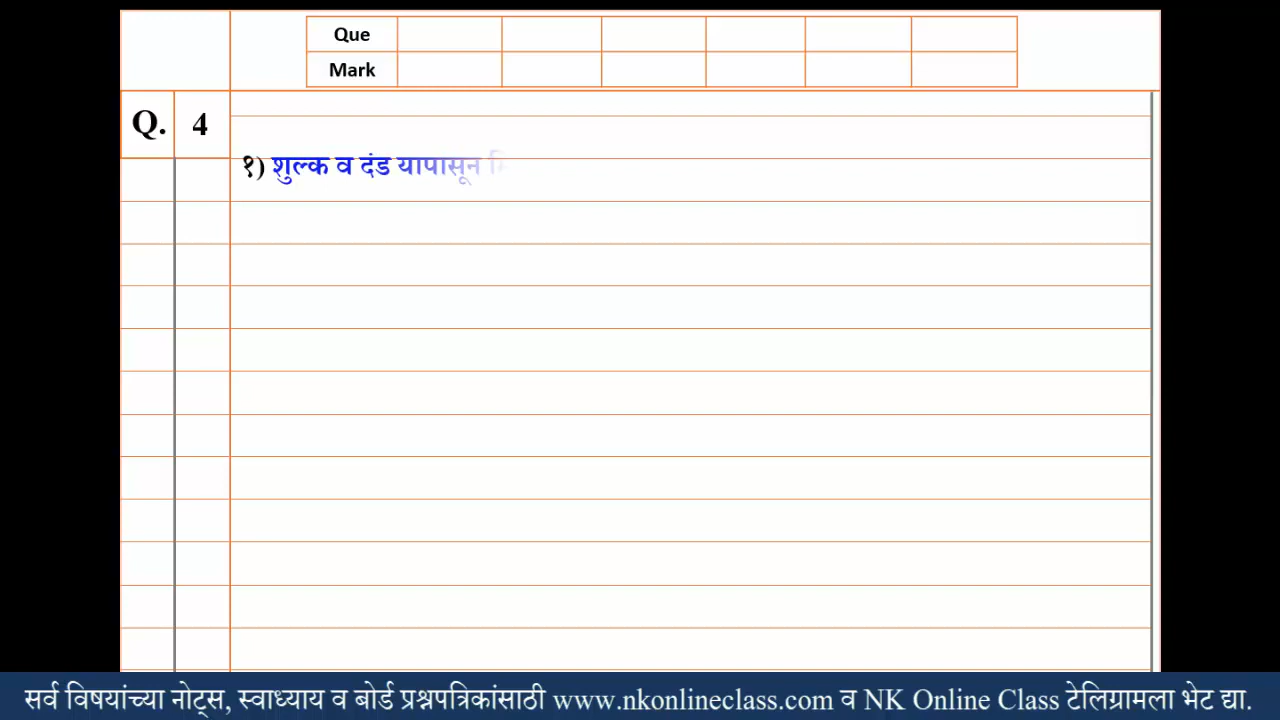 Que
Mark
Q. 4
१) शुल्क व दंड यापासून
सर्व विषयांच्या नोट्स, स्वाध्याय व बोर्ड प्रश्नपत्रिकांसाठी www.nkonlineclass.com व NK Online Class टेलिग्रामला भेट द्या.